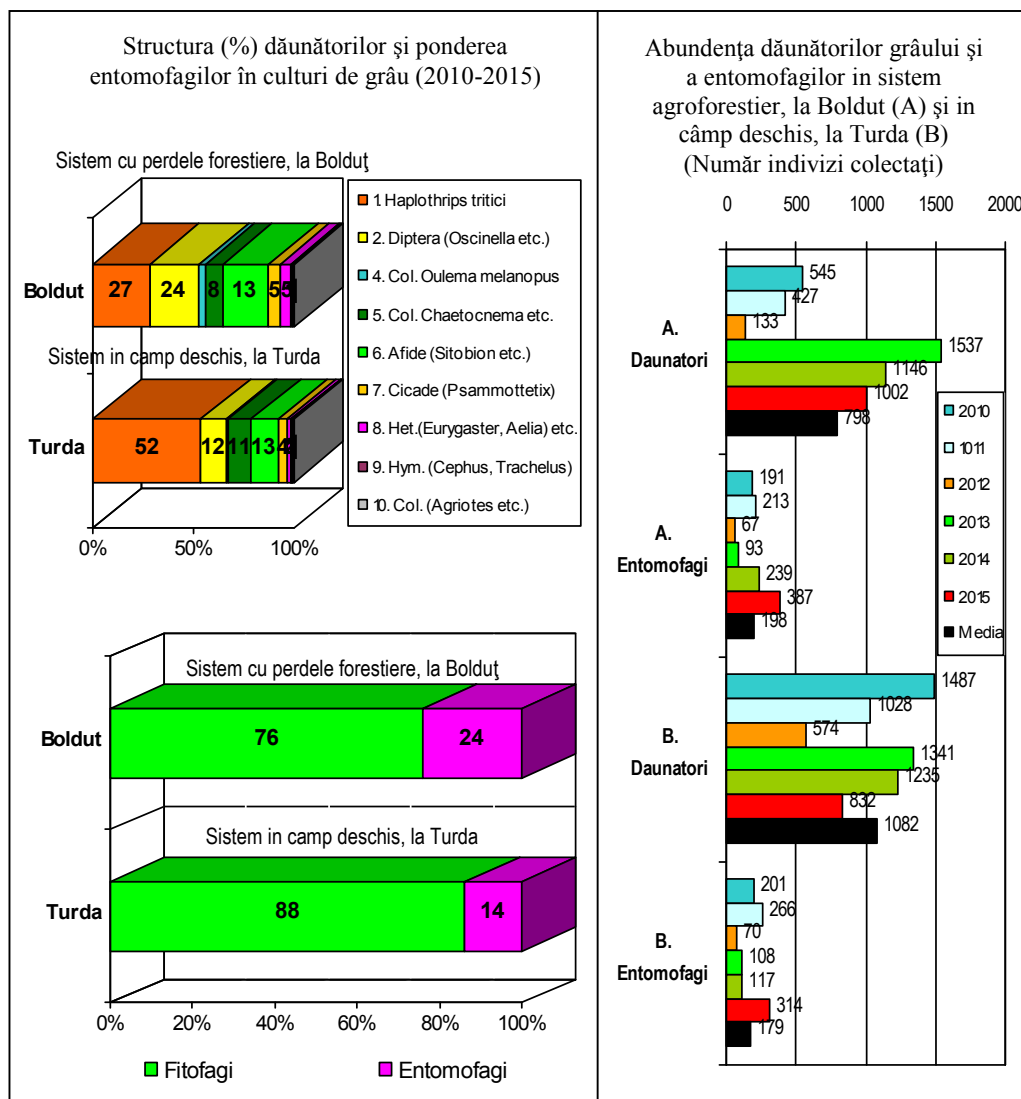 Structura (%) dăunătorilor şi ponderea
entomofagilor în culturi de grâu (2010-2015)
Sistem cu perdele forestiere, la Bolduţ
Boldut
27
24
8
13
5
5
Sistem in camp deschis, la Turda
Turda
52
12
11
13
4
0%
50%
100%
1. Haplothrips tritici
2. Diptera (Oscinella etc.)
4. Col. Oulema melanopus
5. Col. Chaetocnema etc.
6. Afide (Sitobion etc.)
7. Cicade (Psammottetix)
8. Het.(Eurygaster, Aelia) etc.
9. Hym. (Cephus, Trachelus)
10. Col. (Agriotes etc.)
Sistem cu perdele forestiere, la Bolduţ
Boldut
76
24
Sistem in camp deschis, la Turda
Turda
88
14
0%
20%
40%
60%
80%
100%
Fitofagi
Entomofagi
Abundenţa dăunătorilor grâului şi
a entomofagilor in sistem
agroforestier, la Boldut (A) şi in
câmp deschis, la Turda (B)
(Număr indivizi colectaţi)
0
500
1000
1500
2000
A.
Daunatori
545
427
133
1537
1146
1002
798
A.
Entomofagi
191
213
67
93
239
387
198
B.
Daunatori
1487
1028
574
1341
1235
832
1082
B.
Entomofagi
201
266
70
108
117
314
179
2010
1011
2012
2013
2014
2015
Media